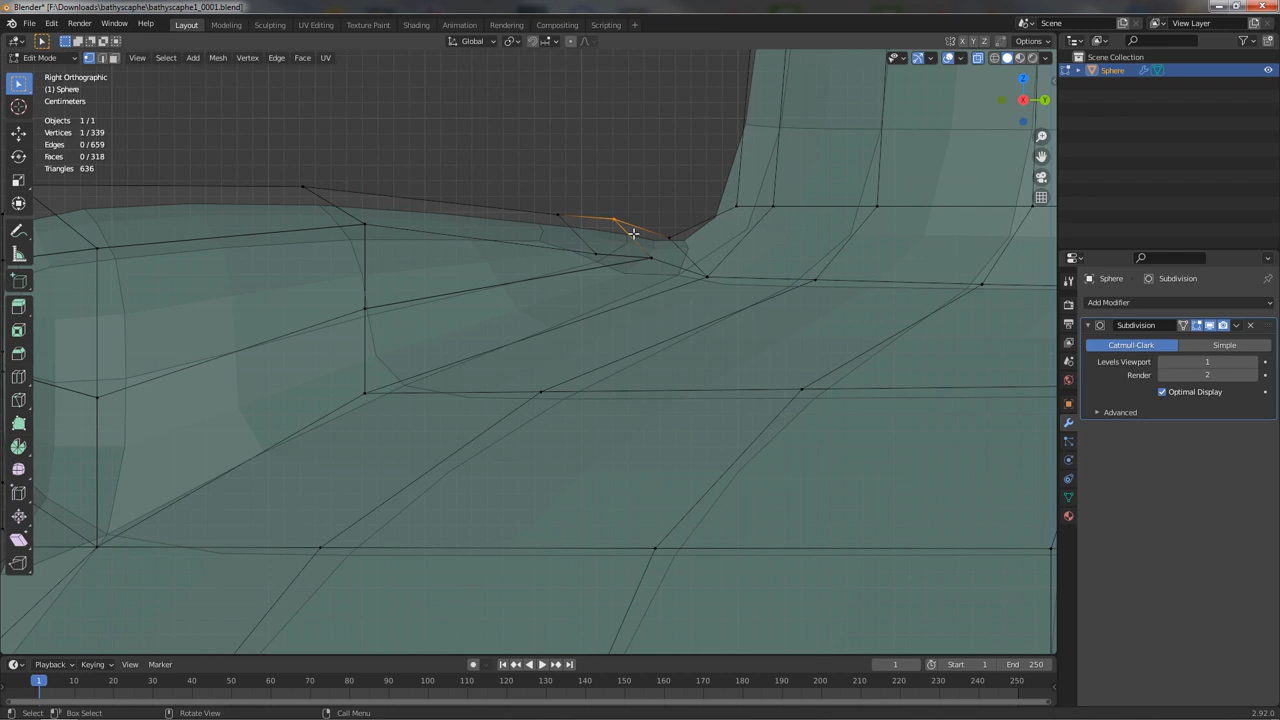 Blender* [F:\Downloads\bathyscaphe\bathyscaphe1_0001.blend]
File Edit Render Window Help
Layout Modeling Sculpting UV Editing Texture Paint Shading Animation Rendering Compositing Scripting
Scene
View Layer
Global
X Y Z
Options
Edit Mode
View Select Add Mesh Vertex Edge Face UV
Right Orthographic
(1) Sphere
Centimeters
Objects 1 / 1
Vertices 1 / 339
Edges 0 / 659
Faces 0 / 318
Triangles 636
Z
X
Y
Scene Collection
Sphere
Sphere > Subdivision
Add Modifier
Subdivision
Catmull-Clark Simple
Levels Viewport 1
Render 2
Optimal Display
Advanced
Playback Keying View Marker
1
Start 1
End 250
1 10 20 30 40 50 60 70 80 90 100 110 120 130 140 150 160 170 180 190 200 210 220 230 240 250
Select Box Select Rotate View Call Menu
2.92.0